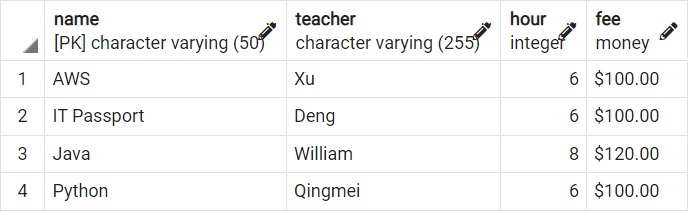 name teacher hour fee
[PK] character varying (50) character varying (255) integer money
1 AWS Xu 6 $100.00
2 IT Passport Deng 6 $100.00
3 Java William 8 $120.00
4 Python Qingmei 6 $100.00